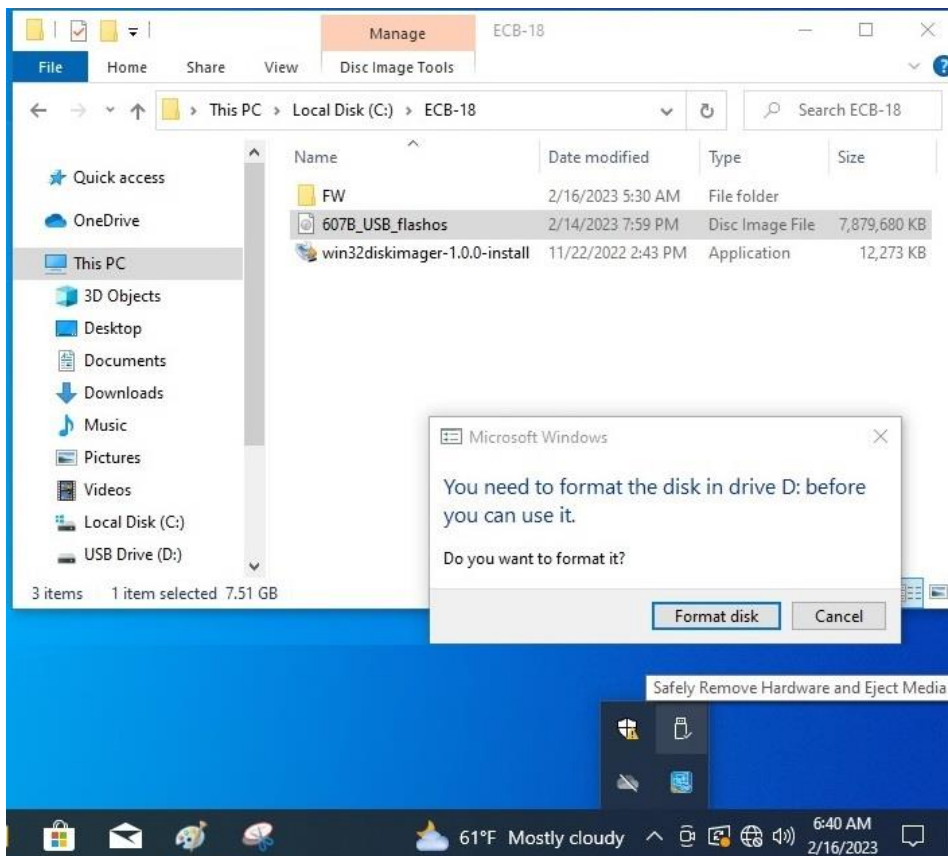 Manage ECB-18
File Home Share View Disc Image Tools
This PC > Local Disk (C:) > ECB-18 Search ECB-18
Name Date modified Type Size
Quick access
FW 2/16/2023 5:30 AM File folder
OneDrive
607B_USB_flashos 2/14/2023 7:59 PM Disc Image File 7,879,680 KB
This PC
win32diskimager-1.0.0-install 11/22/2022 2:43 PM Application 12,273 KB
3D Objects
Desktop
Documents
Downloads
Music
Pictures
Videos
Local Disk (C:)
USB Drive (D:)
3 items 1 item selected 7.51 GB
Microsoft Windows
You need to format the disk in drive D: before
you can use it.
Do you want to format it?
Format disk Cancel
Safely Remove Hardware and Eject Media
61°F Mostly cloudy
6:40 AM
2/16/2023